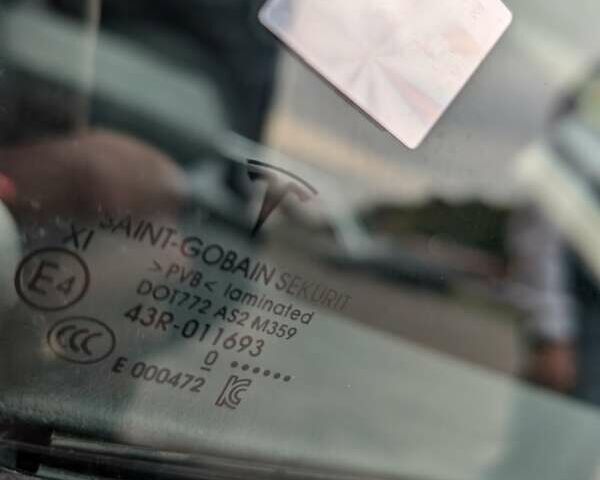 SAINT-GOBAIN SEKURIT
XI
>PVB< laminated
E4
DOT772 AS2 M359
43R-011693
CCC
0 ••••••
E 000472